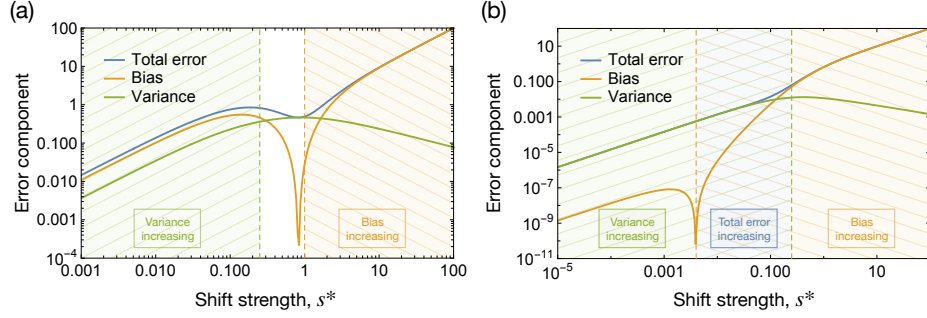 (a)
100
10
1
0.100
0.010
0.001
10⁻⁴
Error component
Total error
Bias
Variance
Variance
increasing
Bias
increasing
0.001
0.010
0.100
1
10
100
Shift strength, s*
(b)
10
0.100
0.001
10⁻⁵
10⁻⁷
10⁻⁹
10⁻¹¹
Error component
Total error
Bias
Variance
Variance
increasing
Total error
increasing
Bias
increasing
10⁻⁵
0.001
0.100
10
Shift strength, s*